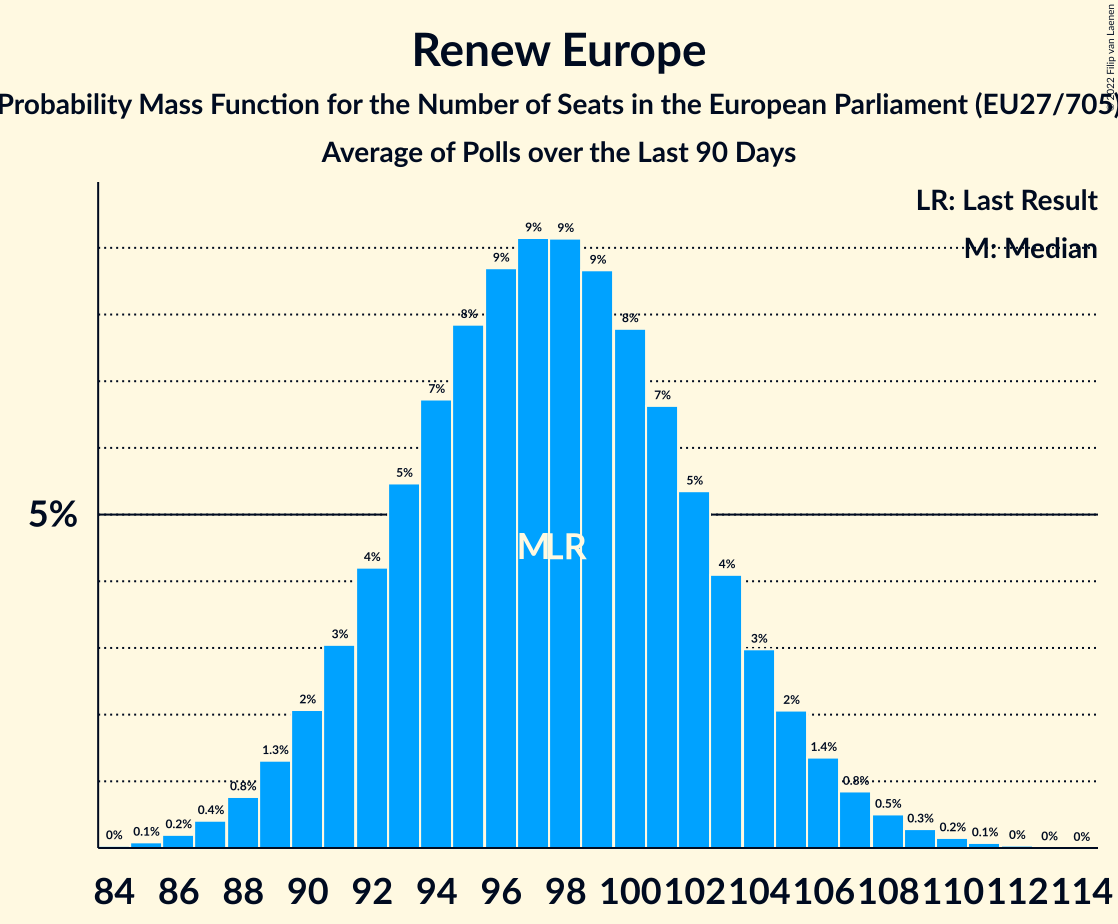 Renew Europe
Probability Mass Function for the Number of Seats in the European Parliament (EU27/705)
Average of Polls over the Last 90 Days
© 2022 Filip van Laenen
LR: Last Result
M: Median
5%
0% 0.1% 0.2% 0.4% 0.8% 1.3% 2% 3% 4% 5% 7% 8% 9% 9% 9% 9% 8% 7% 5% 4% 3% 2% 1.4% 0.8% 0.5% 0.3% 0.2% 0.1% 0% 0% 0%
M LR
84 86 88 90 92 94 96 98 100 102 104 106 108 110 112 114